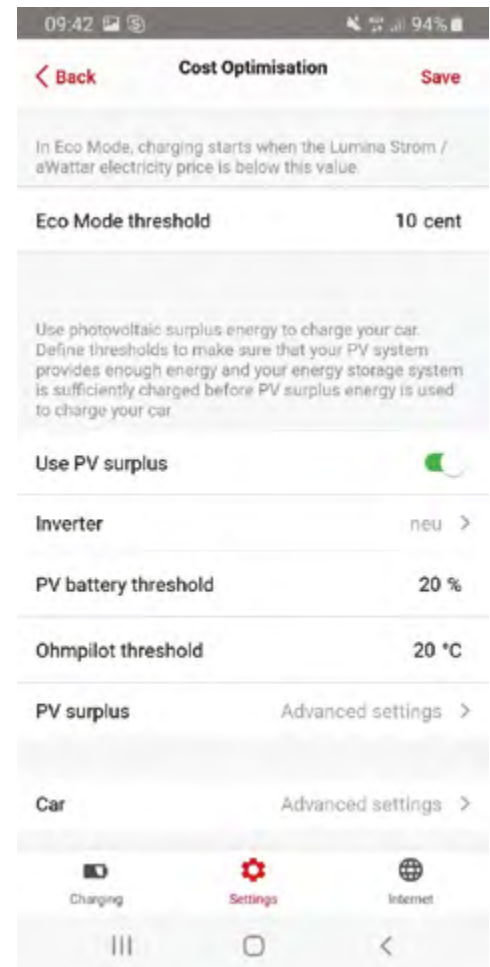 09:42 94%
Back Cost Optimisation Save
In Eco Mode, charging starts when the Lumina Strom /
aWattar electricity price is below this value.
Eco Mode threshold 10 cent
Use photovoltaic surplus energy to charge your car.
Define thresholds to make sure that your PV system
provides enough energy and your energy storage system
is sufficiently charged before PV surplus energy is used
to charge your car
Use PV surplus
Inverter neu >
PV battery threshold 20 %
Ohmpilot threshold 20 °C
PV surplus Advanced settings >
Car Advanced settings >
Charging Settings Internet